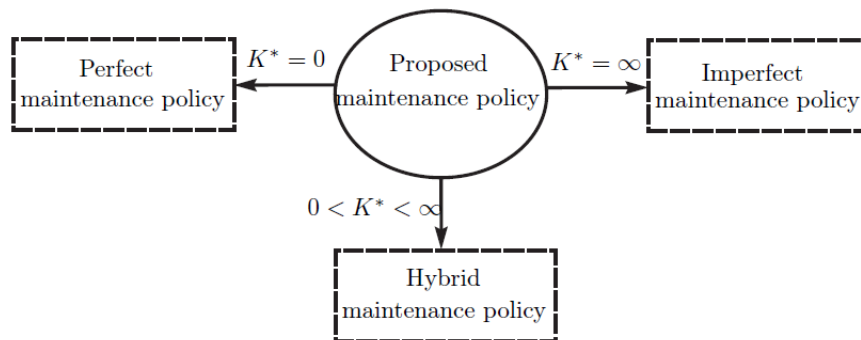 Perfect
maintenance policy
K* = 0
Proposed
maintenance policy
K* = ∞
Imperfect
maintenance policy
0 < K* < ∞
Hybrid
maintenance policy